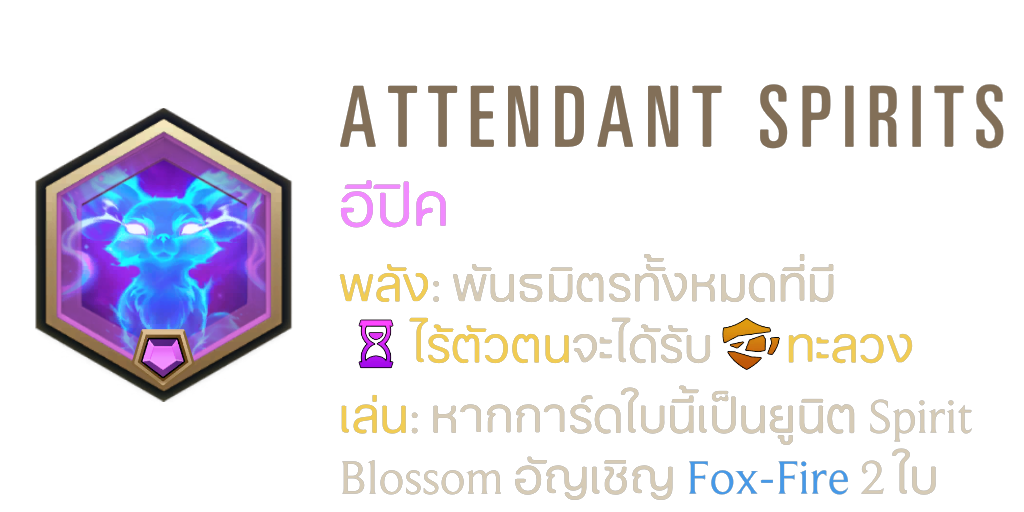 ATTENDANT SPIRITS
อีปิค
พลัง: พันธมิตรทั้งหมดที่มี
ไร้ตัวตนจะได้รับ ทะลวง
เล่น: หากการ์ดใบนี้เป็นยูนิต Spirit
Blossom อัญเชิญ Fox-Fire 2 ใบ